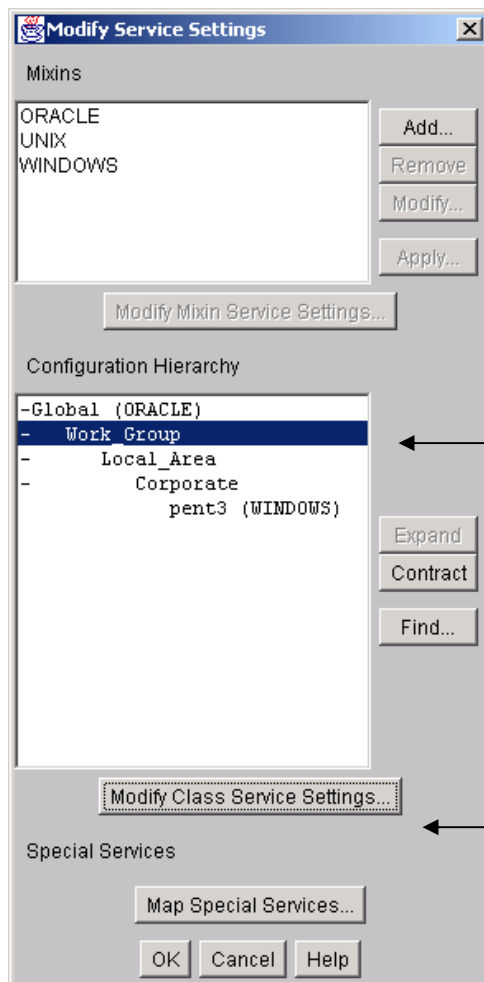 Modify Service Settings
Mixins
ORACLE
UNIX
WINDOWS
Add...
Remove
Modify...
Apply...
Modify Mixin Service Settings...
Configuration Hierarchy
-Global (ORACLE)
-  Work_Group
-    Local_Area
-      Corporate
pent3 (WINDOWS)
Expand
Contract
Find...
Modify Class Service Settings...
Special Services
Map Special Services...
OK Cancel Help